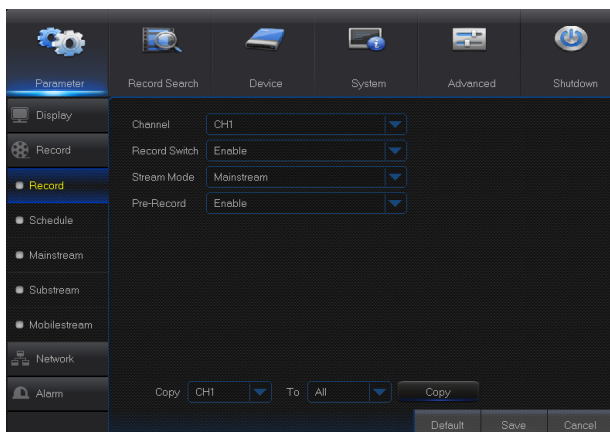 Parameter
Record Search
Device
System
Advanced
Shutdown
Display
Record
Record
Schedule
Mainstream
Substream
Mobilestream
Network
Alarm
Channel CH1
Record Switch Enable
Stream Mode Mainstream
Pre-Record Enable
Copy CH1 To All Copy
Default Save Cancel